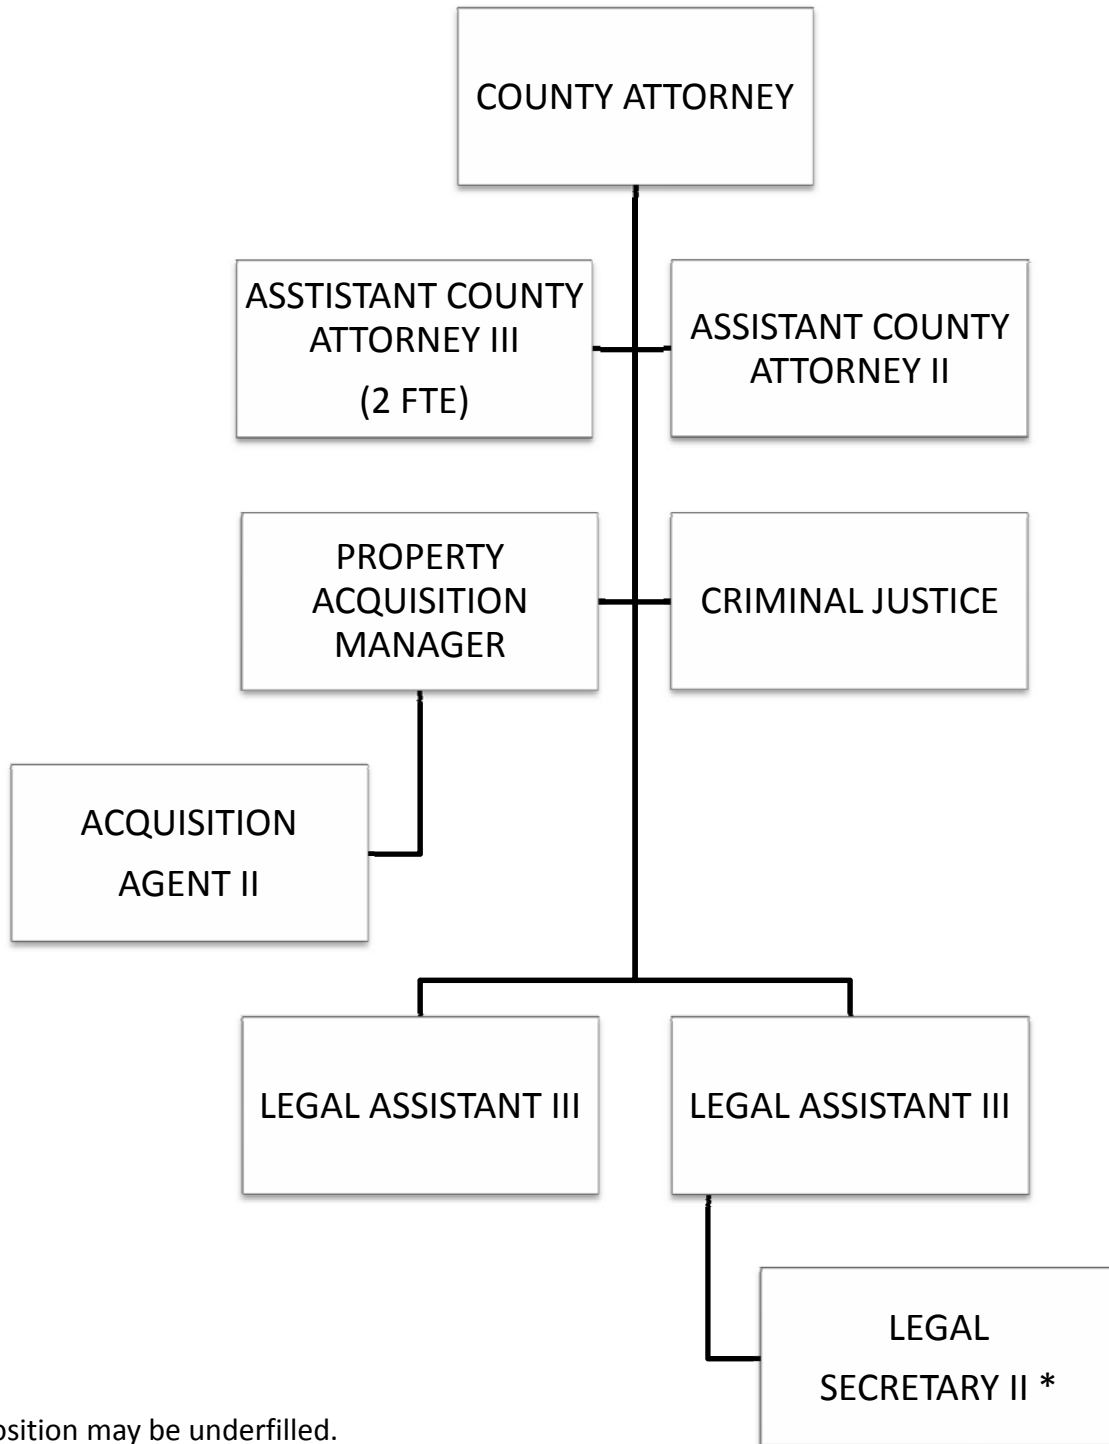 COUNTY ATTORNEY
ASSTISTANT COUNTY
ATTORNEY III
(2 FTE)
ASSISTANT COUNTY
ATTORNEY II
PROPERTY
ACQUISITION
MANAGER
CRIMINAL JUSTICE
ACQUISITION
AGENT II
LEGAL ASSISTANT III
LEGAL ASSISTANT III
LEGAL
SECRETARY II *
may be underfilled.